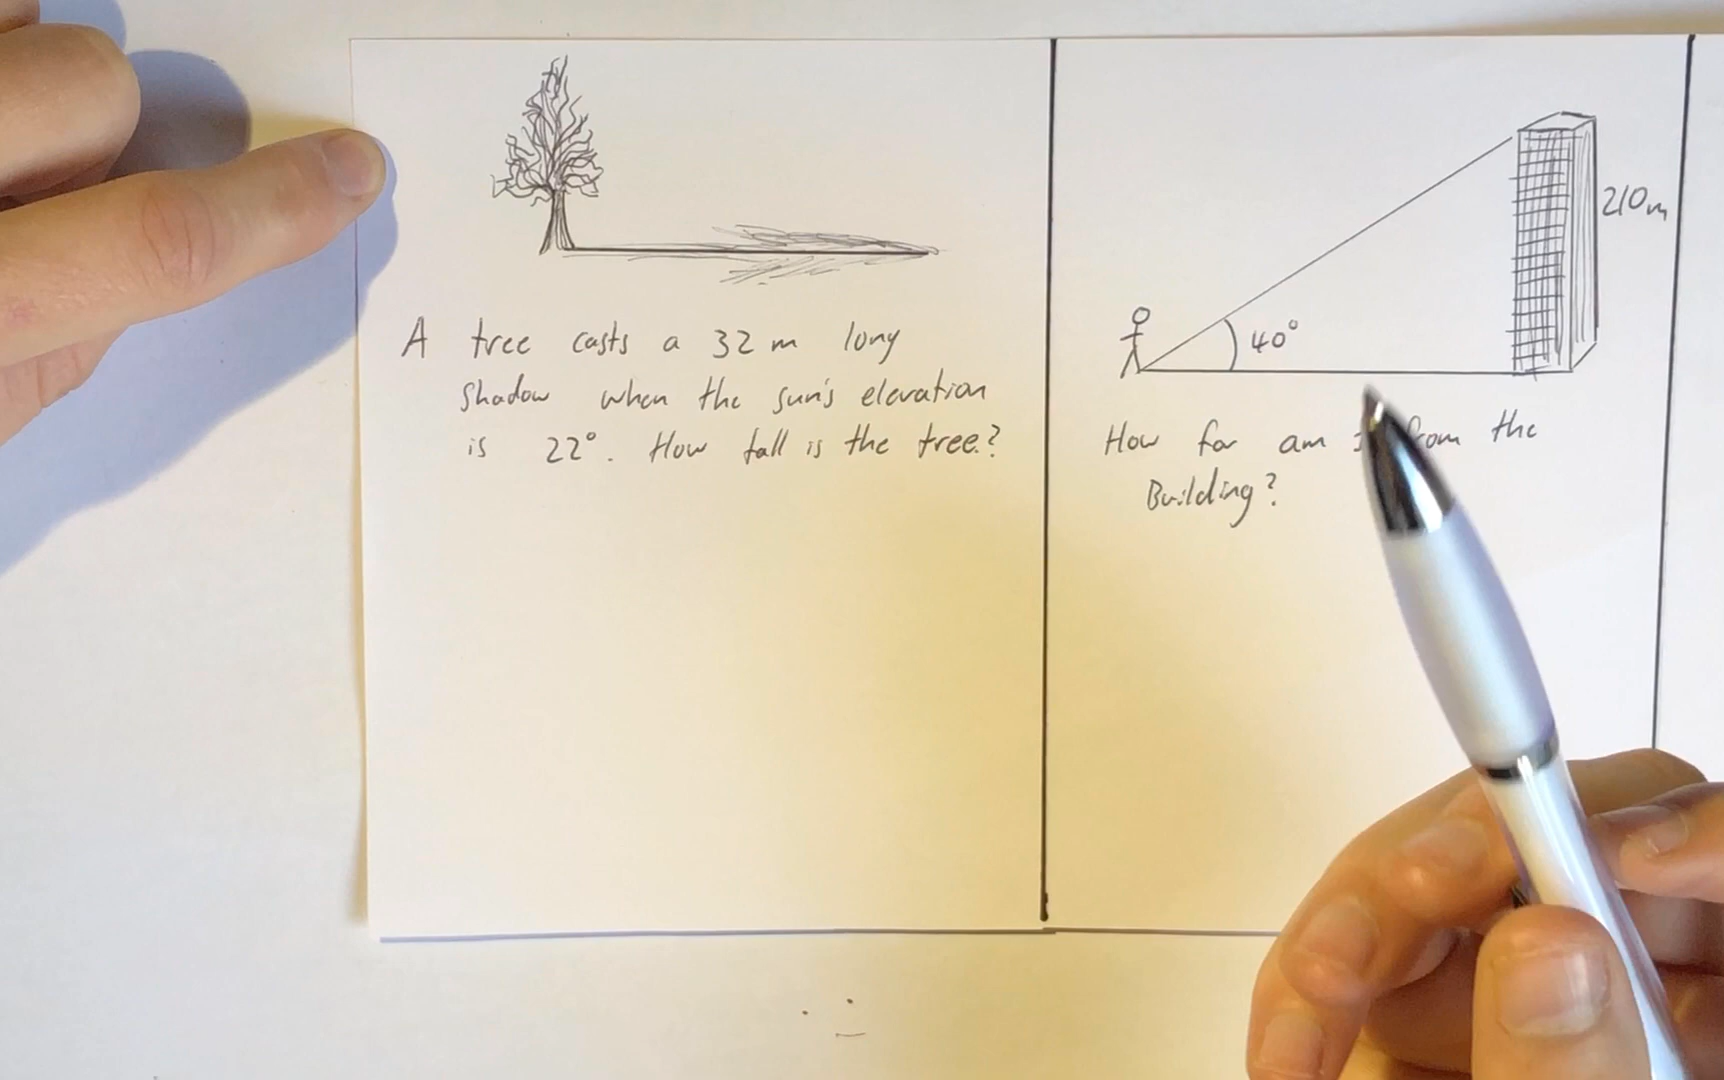 A tree casts a 32 m long
shadow when the sun's elevation
is 22°. How tall is the tree?
210m
40°
How far am from the
Building?